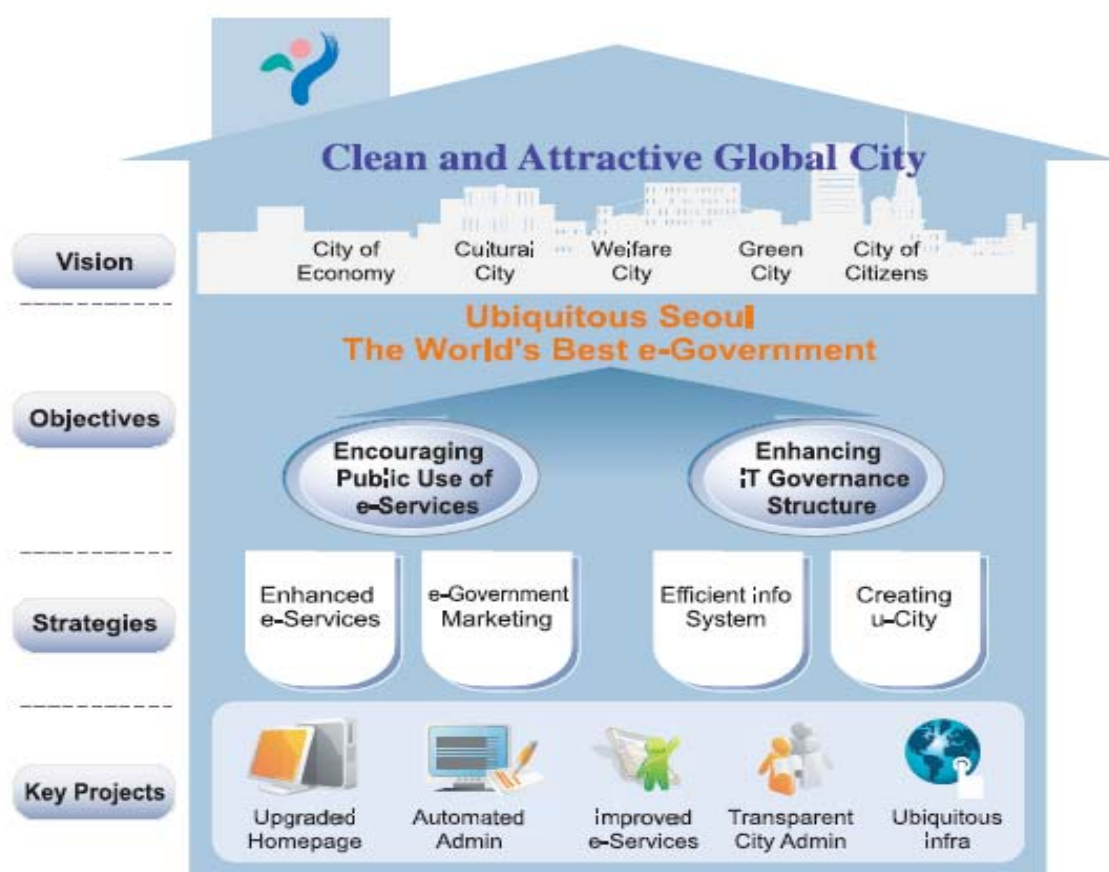 Clean and Attractive Global City
Vision
City of
Economy
Cultural
City
Welfare
City
Green
City
City of
Citizens
Ubiquitous Seoul
The World's Best e-Government
Objectives
Encouraging
Public Use of
e-Services
Enhancing
iT Governance
Structure
Strategies
Enhanced
e-Services
e-Government
Marketing
Efficient info
System
Creating
u-City
Key Projects
Upgraded
Homepage
Automated
Admin
improved
e-Services
Transparent
City Admin
Ubiquitous
infra